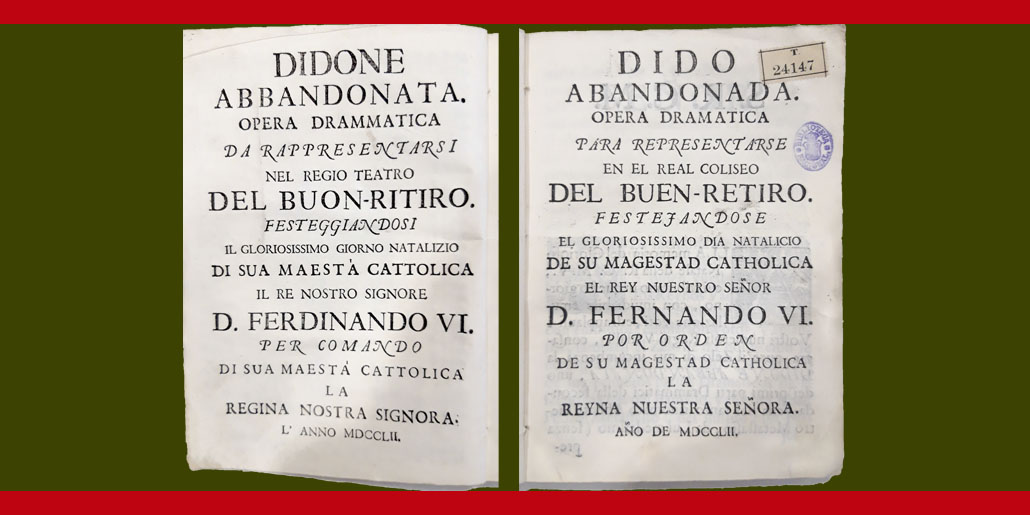 DIDONE
ABBANDONATA.
OPERA DRAMMATICA
DA RAPPRESENTARSI
NEL REGIO TEATRO
DEL BUON-RITIRO.
FESTEGGIANDOSI
IL GLORIOSISSIMO GIORNO NATALIZIO
DI SUA MAESTÀ CATTOLICA
IL RE NOSTRO SIGNORE
D. FERDINANDO VI.
PER COMANDO
DI SUA MAESTÁ CATTOLICA
LA
REGINA NOSTRA SIGNORA.
L' ANNO MDCCLII.
DIDO
ABANDONADA.
OPERA DRAMATICA
PARA REPRESENTARSE
EN EL REAL COLISEO
DEL BUEN-RETIRO.
FESTEJANDOSE
EL GLORIOSISSIMO DIA NATALICIO
DE SU MAGESTAD CATHOLICA
EL REY NUESTRO SEÑOR
D. FERNANDO VI.
POR ORDEN
DE SU MAGESTAD CATHOLICA
LA
REYNA NUESTRA SEÑORA.
AÑO DE MDCCLII.
T.
24147